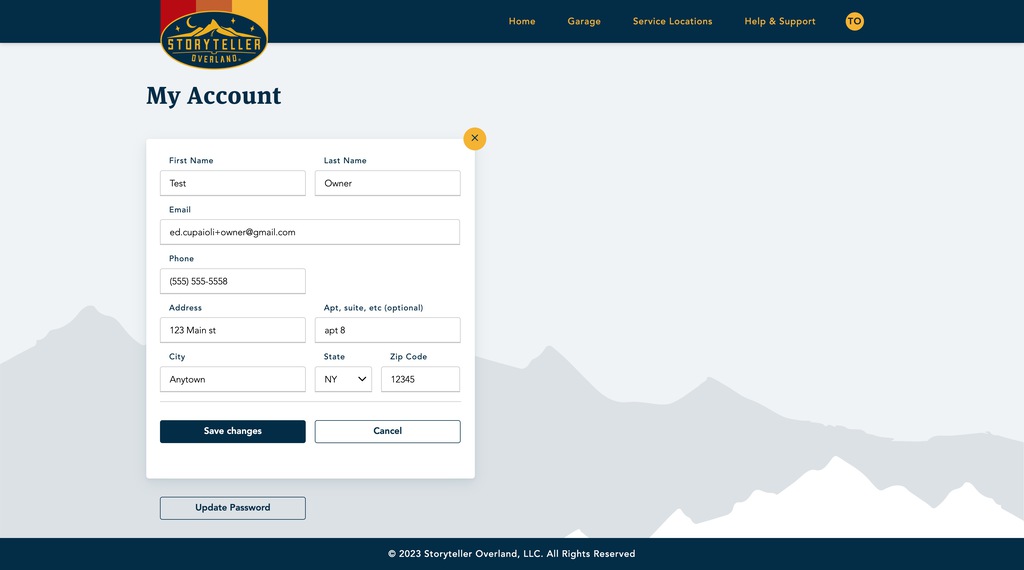 Home Garage Service Locations Help & Support TO
STORYTELLER
OVERLAND
My Account
First Name Last Name
Test Owner
Email
ed.cupaioli+owner@gmail.com
Phone
(555) 555-5558
Address Apt, suite, etc (optional)
123 Main st apt 8
City State Zip Code
Anytown NY 12345
Save changes Cancel
Update Password
© 2023 Storyteller Overland, LLC. All Rights Reserved